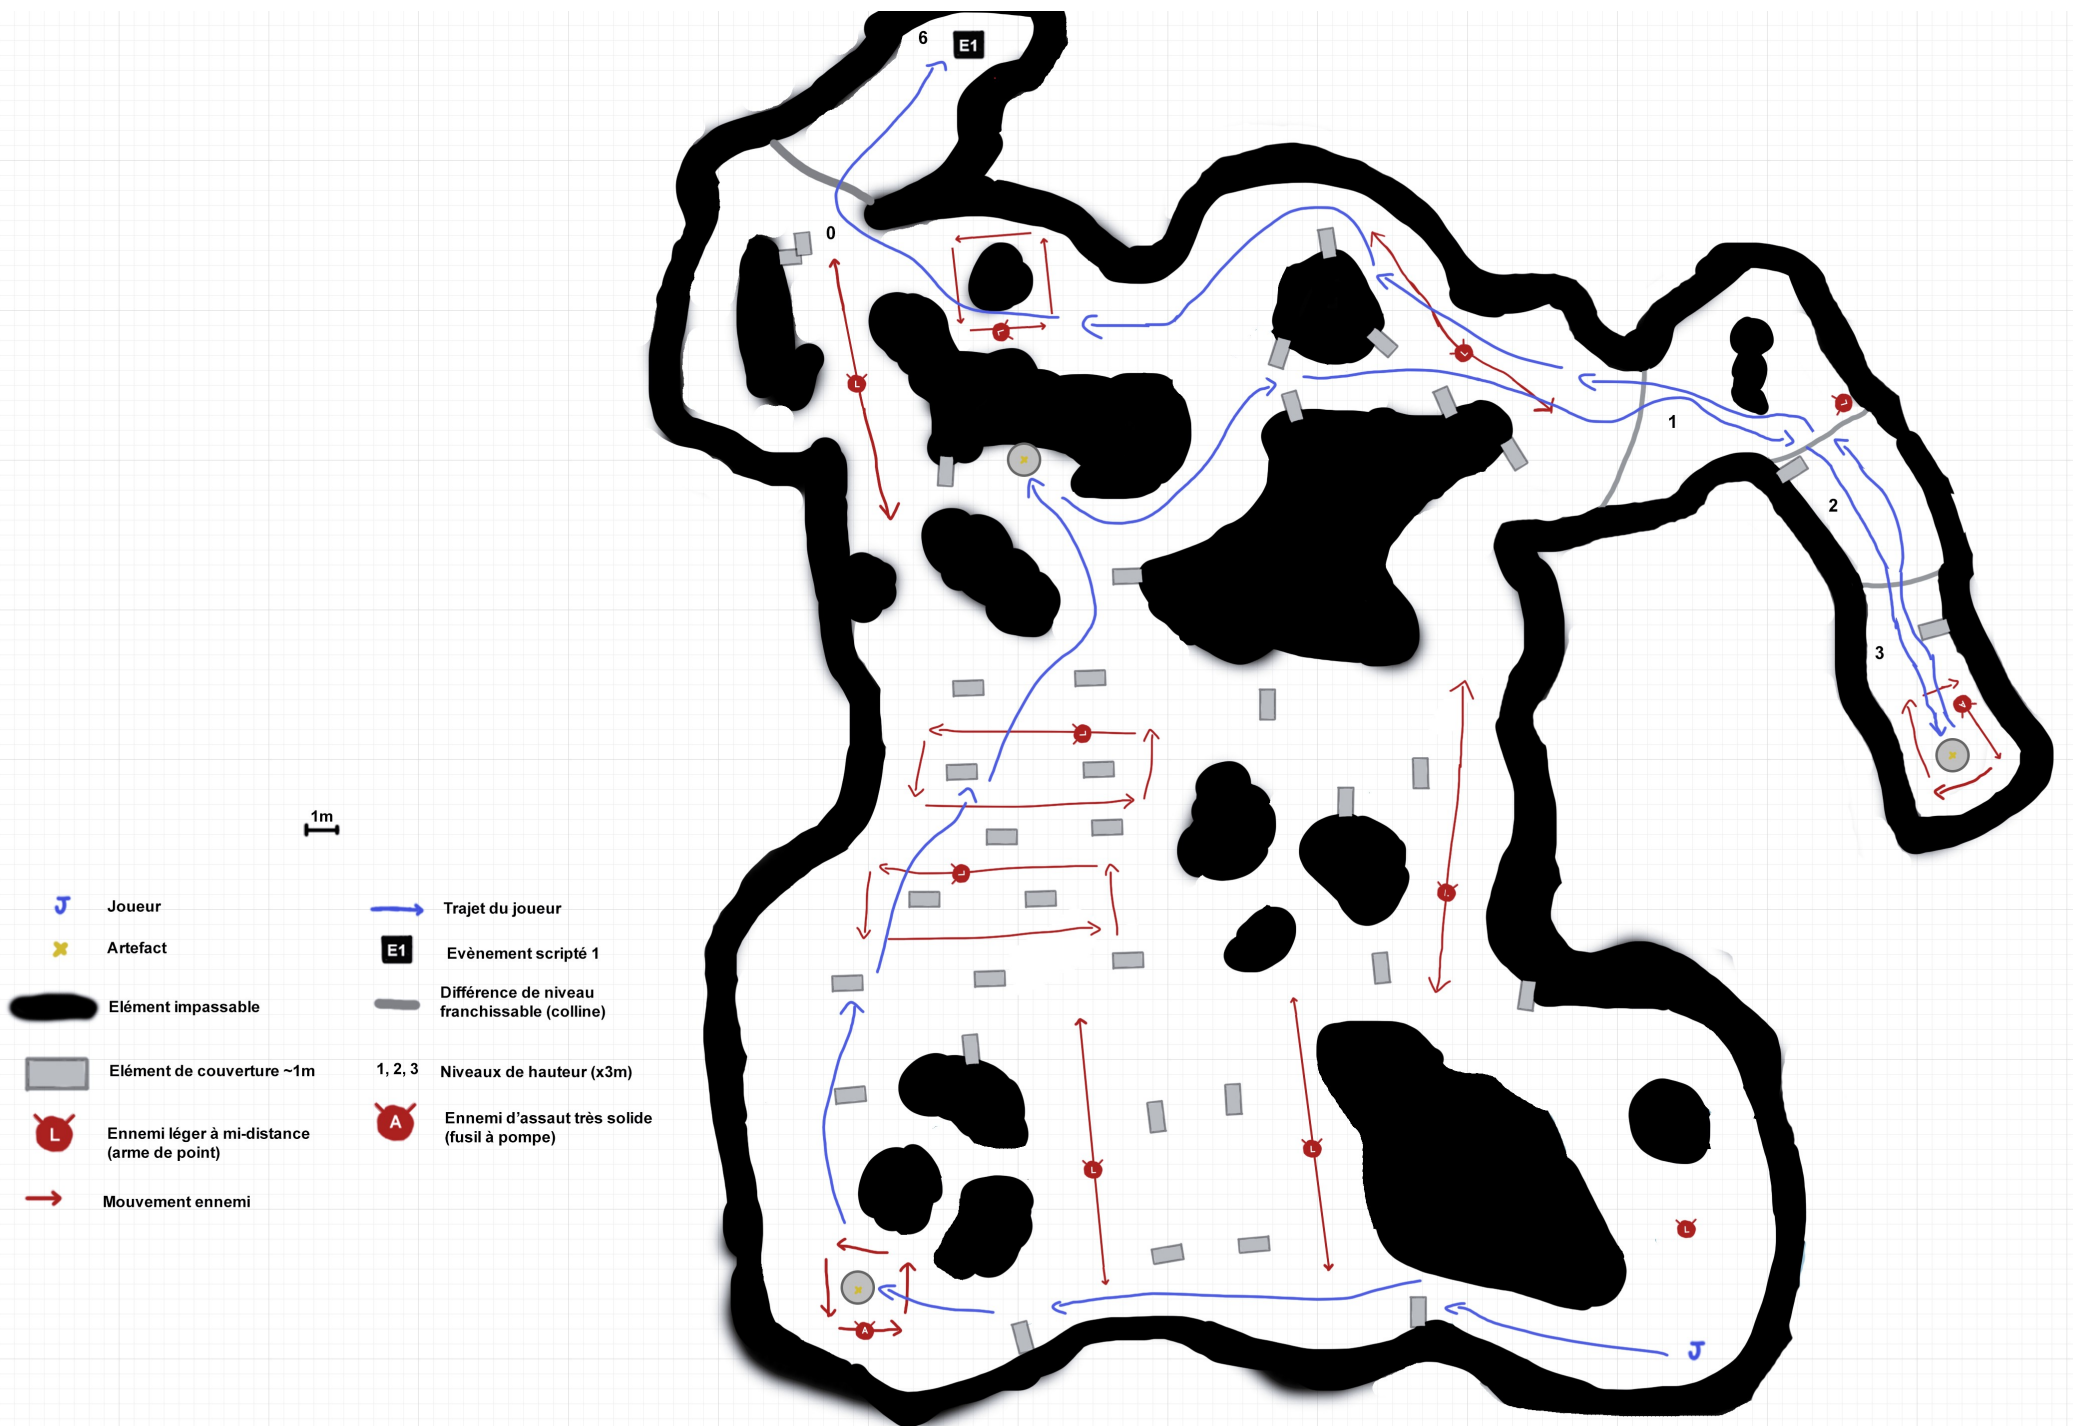 6
E1
0
1
2
3
1m
J
Joueur
Trajet du joueur
Artefact
E1
Evènement scripté 1
Elément impassable
Différence de niveau
franchissable (colline)
Elément de couverture ~1m
1, 2, 3
Niveaux de hauteur (x3m)
L
Ennemi léger à mi-distance
(arme de point)
A
Ennemi d'assaut très solide
(fusil à pompe)
Mouvement ennemi
L
L
L
L
A
L
L
L
L
L
L
A
J